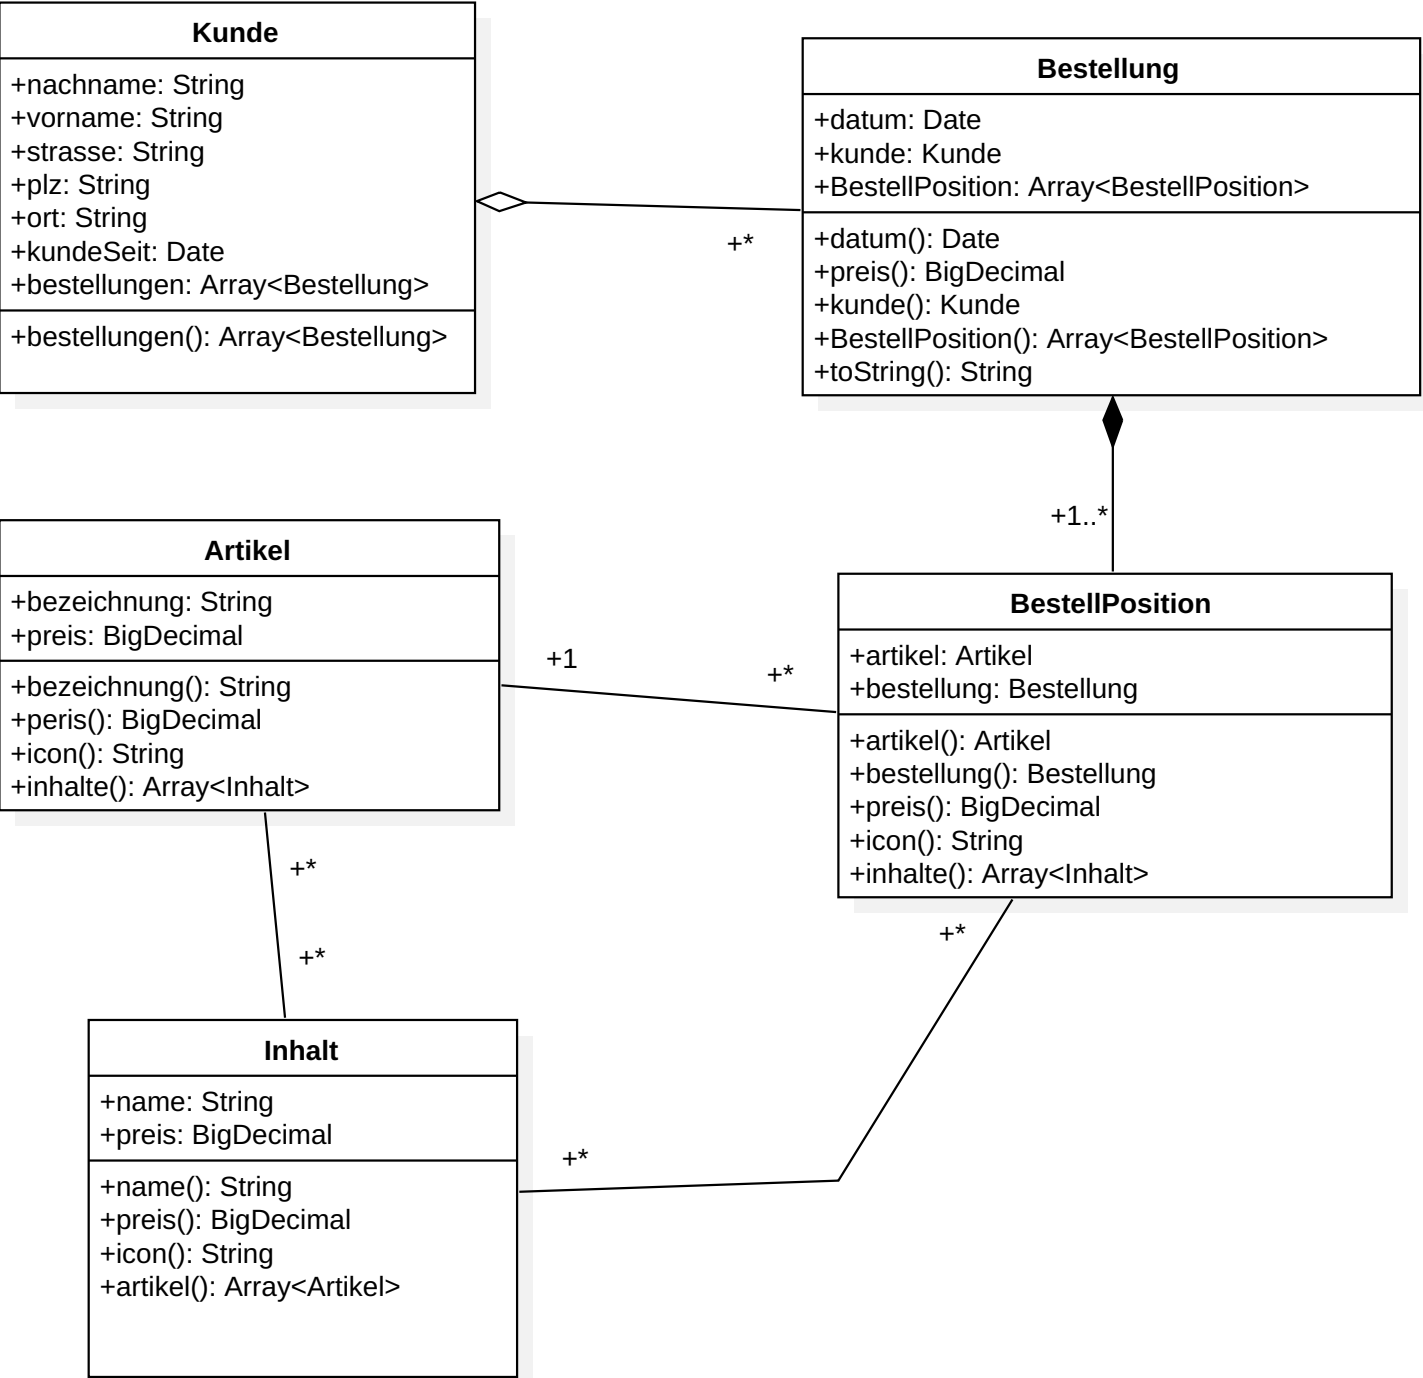 Kunde
+nachname: String
+vorname: String
+strasse: String
+plz: String
+ort: String
+kundeSeit: Date
+bestellungen: Array<Bestellung>
+bestellungen(): Array<Bestellung>
+*
Bestellung
+datum: Date
+kunde: Kunde
+BestellPosition: Array<BestellPosition>
+datum(): Date
+preis(): BigDecimal
+kunde(): Kunde
+BestellPosition(): Array<BestellPosition>
+toString(): String
+1..*
Artikel
+bezeichnung: String
+preis: BigDecimal
+bezeichnung(): String
+peris(): BigDecimal
+icon(): String
+inhalte(): Array<Inhalt>
+1
+*
BestellPosition
+artikel: Artikel
+bestellung: Bestellung
+artikel(): Artikel
+bestellung(): Bestellung
+preis(): BigDecimal
+icon(): String
+inhalte(): Array<Inhalt>
+*
+*
+*
Inhalt
+name: String
+preis: BigDecimal
+name(): String
+preis(): BigDecimal
+icon(): String
+artikel(): Array<Artikel>
+*